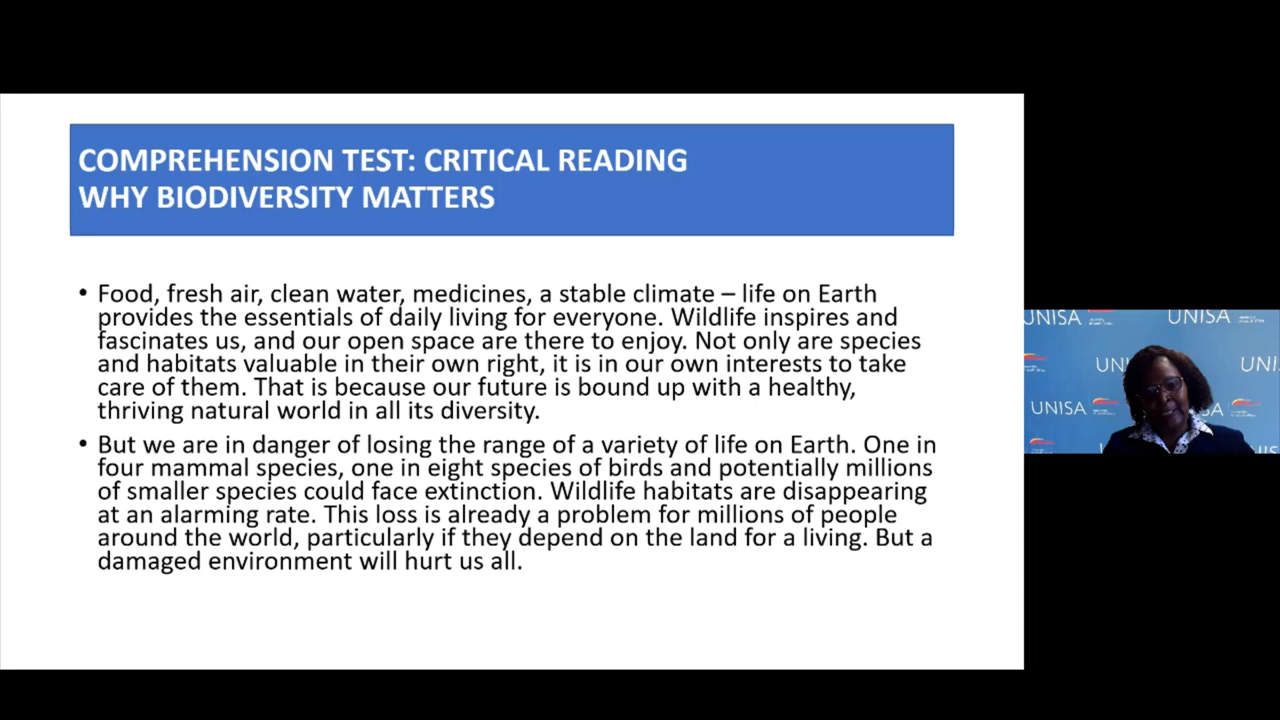 COMPREHENSION TEST: CRITICAL READING
WHY BIODIVERSITY MATTERS
• Food, fresh air, clean water, medicines, a stable climate – life on Earth
provides the essentials of daily living for everyone. Wildlife inspires and
fascinates us, and our open space are there to enjoy. Not only are species
and habitats valuable in their own right, it is in our own interests to take
care of them. That is because our future is bound up with a healthy,
thriving natural world in all its diversity.
• But we are in danger of losing the range of a variety of life on Earth. One in
four mammal species, one in eight species of birds and potentially millions
of smaller species could face extinction. Wildlife habitats are disappearing
at an alarming rate. This loss is already a problem for millions of people
around the world, particularly if they depend on the land for a living. But a
damaged environment will hurt us all.
UNISA
UNISA
UNISA